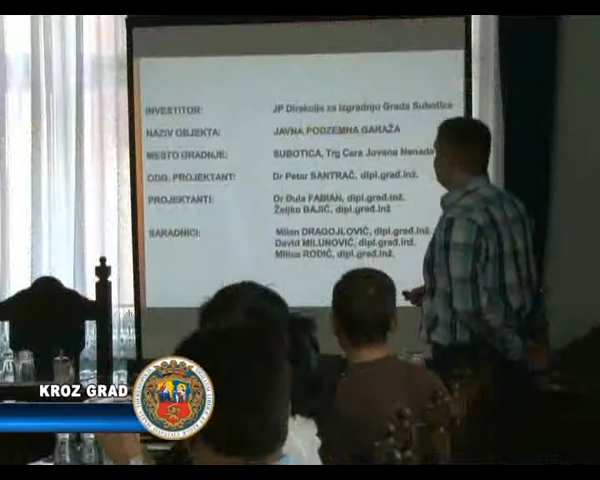 INVESTITOR: JP Direkcija za izgradnju Grada Subotice
NAZIV OBJEKTA: JAVNA PODZEMNA GARAŽA
MESTO GRADNJE: SUBOTICA, Trg Cara Jovana Nenada
ODG. PROJEKTANT: Dr Petar SANTRAČ, dipl.grad.inž.
PROJEKTANTI: Dr Đula FABIAN, dipl.grad.inž.
Željko BAJIĆ, dipl.grad.inž
SARADNICI: Milan DRAGOJLOVIĆ, dipl.grad.inž.
David MILUNOVIĆ, dipl.grad.inž.
Milica RODIĆ, dipl.grad.inž.
KROZ GRAD